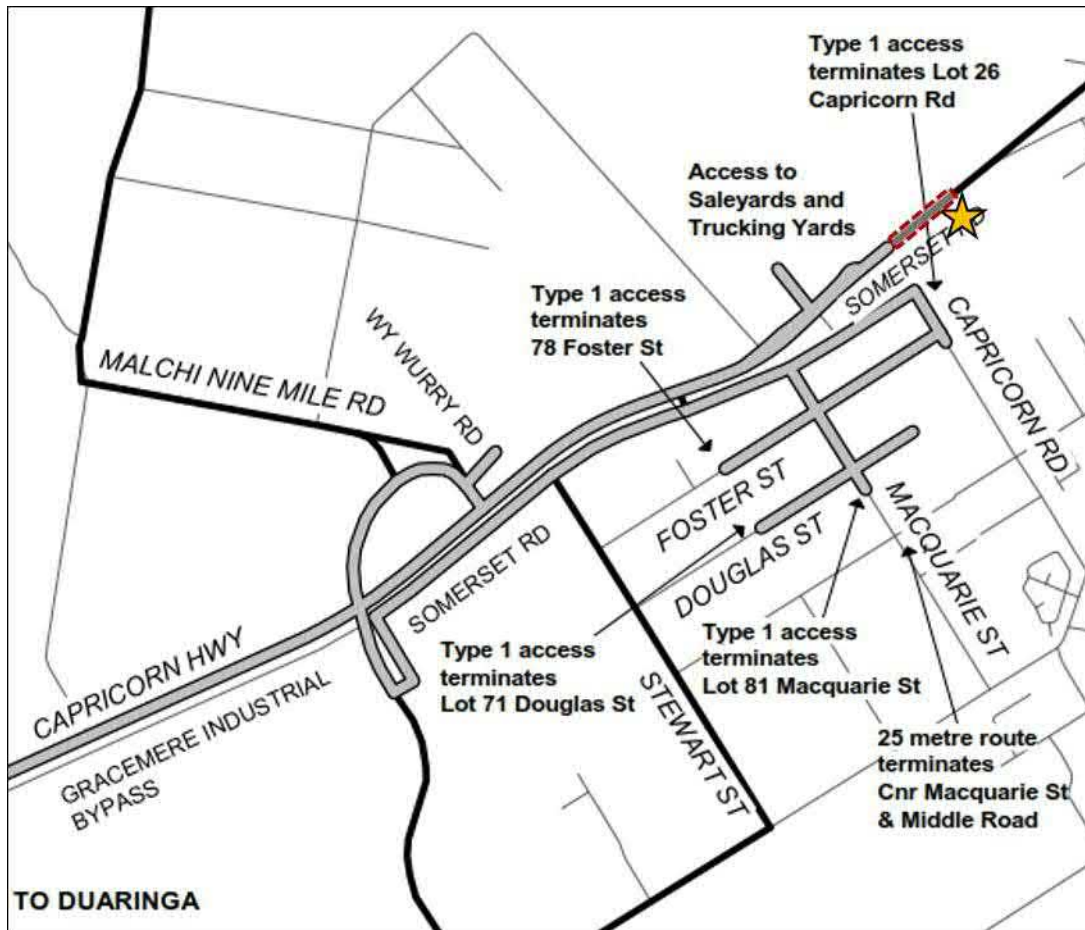 Type 1 access
terminates Lot 26
Capricorn Rd
Access to
Saleyards and
Trucking Yards
SOMERSET RD
Type 1 access
terminates
78 Foster St
WY WURRY RD
CAPRICORN RD
MALCHI NINE MILE RD
FOSTER ST
MACQUARIE ST
DOUGLAS ST
SOMERSET RD
Type 1 access
terminates
Lot 71 Douglas St
Type 1 access
terminates
Lot 81 Macquarie St
CAPRICORN HWY
STEWART ST
GRACEMERE INDUSTRIAL
BYPASS
25 metre route
terminates
Cnr Macquarie St
& Middle Road
TO DUARINGA